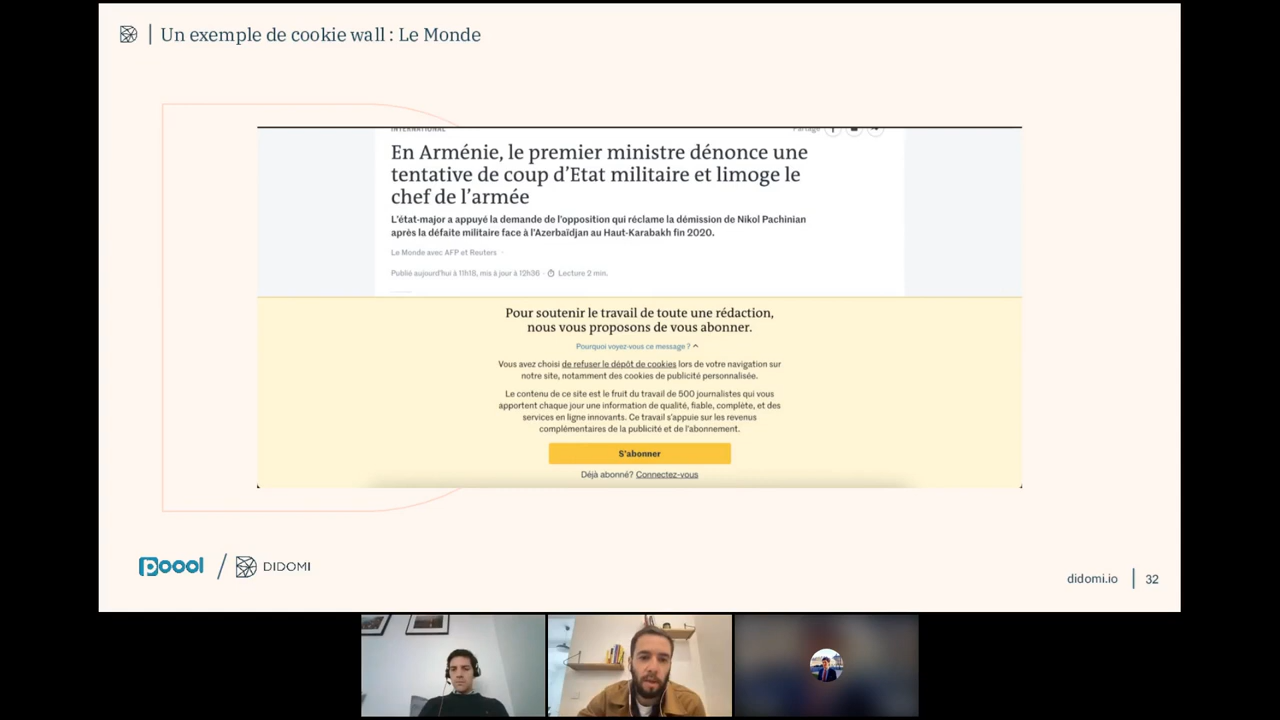 Un exemple de cookie wall : Le Monde
INTERNATIONAL
Partage
En Arménie, le premier ministre dénonce une
tentative de coup d'Etat militaire et limoge le
chef de l'armée
L'état-major a appuyé la demande de l'opposition qui réclame la démission de Nikol Pachinian
après la défaite militaire face à l'Azerbaïdjan au Haut-Karabakh fin 2020.
Le Monde avec AFP et Reuters
Publié aujourd'hui à 11h18, mis à jour à 12h36 · Lecture 2 min.
Pour soutenir le travail de toute une rédaction,
nous vous proposons de vous abonner.
Pourquoi voyez-vous ce message ?
Vous avez choisi de refuser le dépôt de cookies lors de votre navigation sur
notre site, notamment des cookies de publicité personnalisée.
Le contenu de ce site est le fruit du travail de 500 journalistes qui vous
apportent chaque jour une information de qualité, fiable, complète, et des
services en ligne innovants. Ce travail s'appuie sur les revenus
complémentaires de la publicité et de l'abonnement.
S'abonner
Déjà abonné? Connectez-vous
poool / DIDOMI
didomi.io | 32